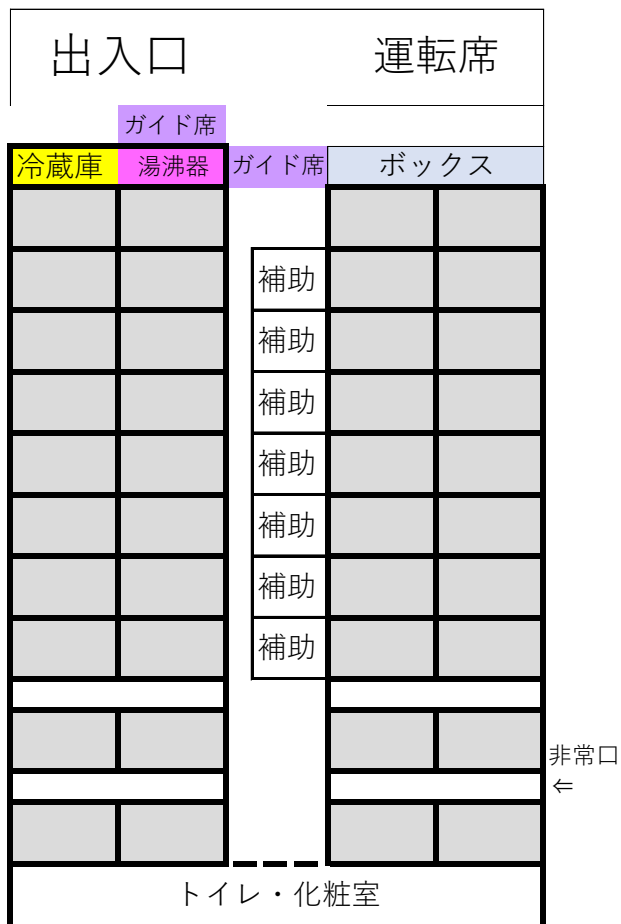 出入口
運転席
ガイド席
冷蔵庫
湯沸器
ガイド席
ボックス
補助
補助
補助
補助
補助
補助
補助
非常口
⇐
トイレ・化粧室